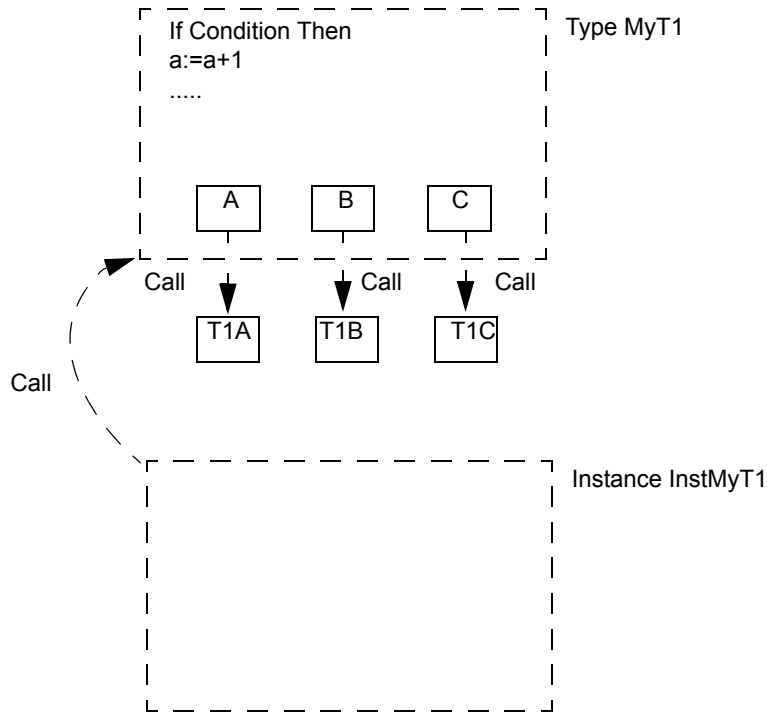 If Condition Then
a:=a+1
.....
Type MyT1
A
B
C
Call
Call
Call
T1A
T1B
T1C
Call
Instance InstMyT1